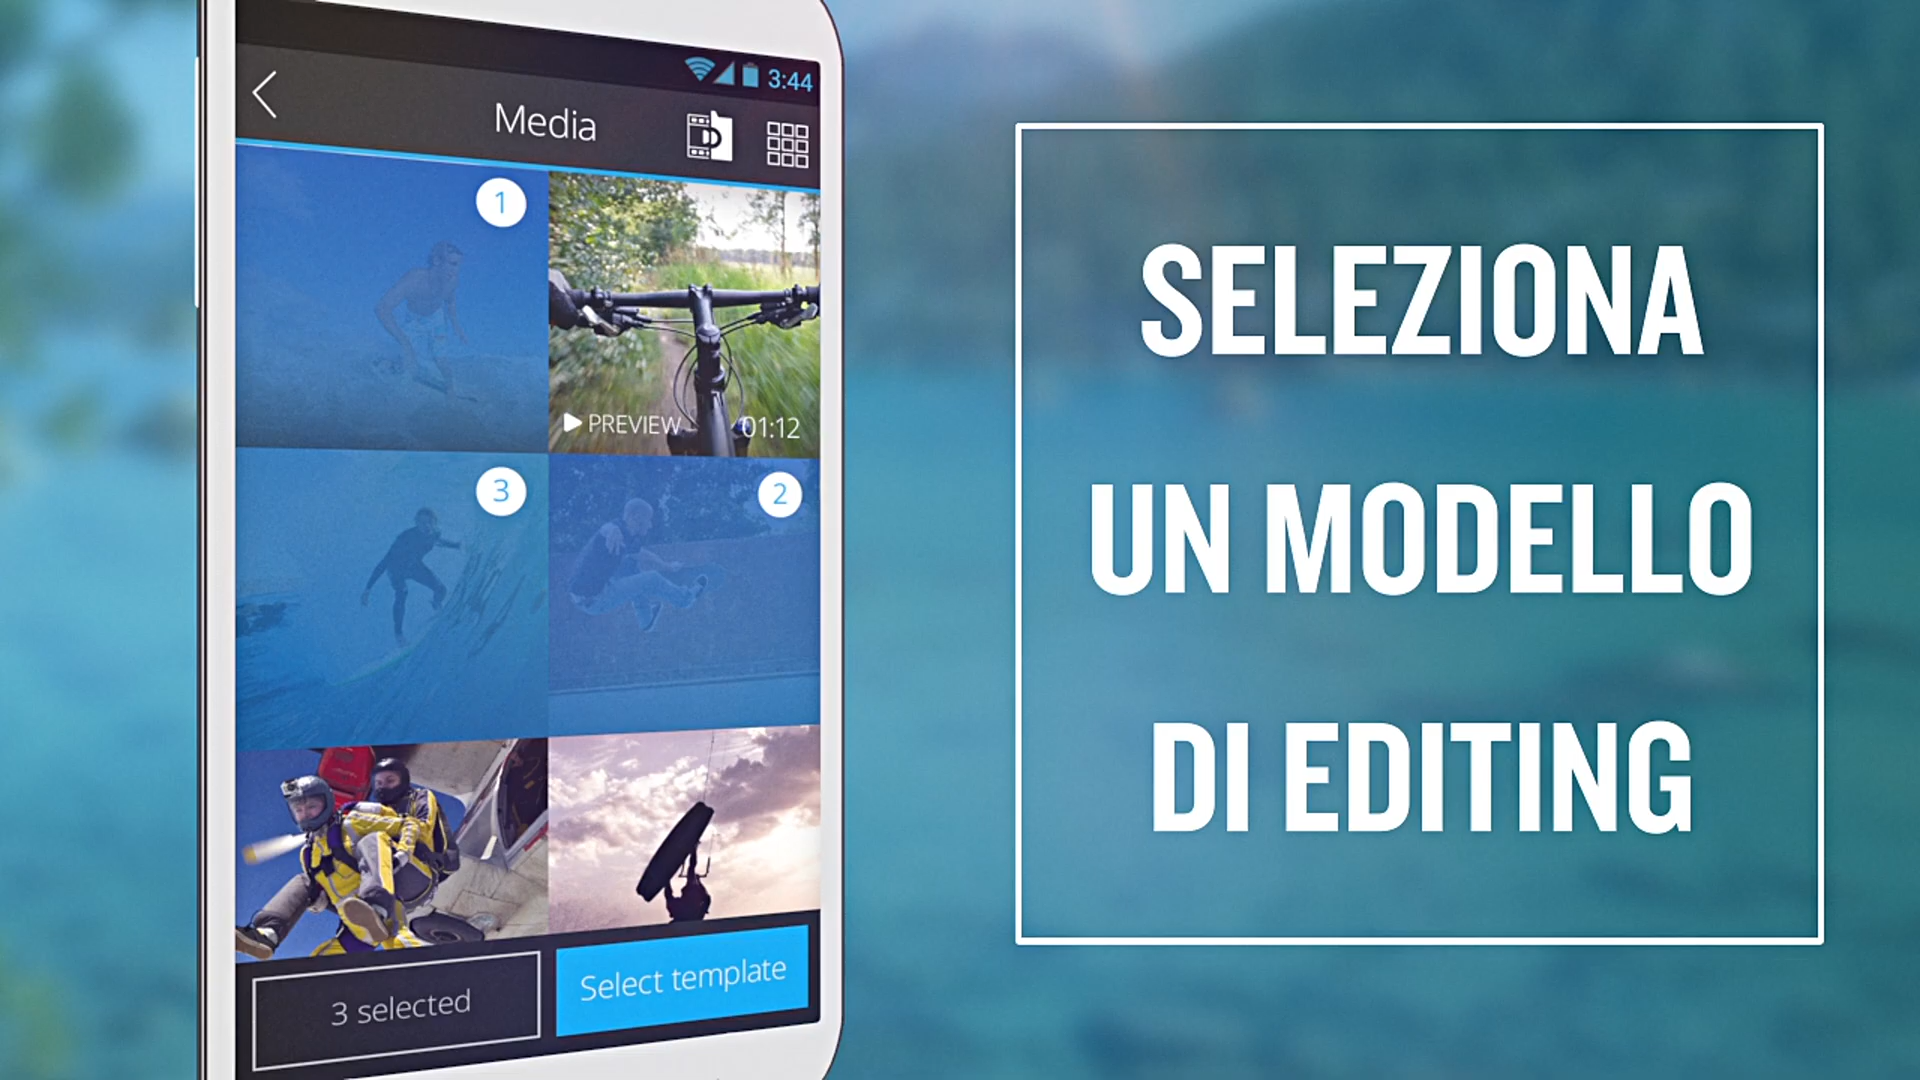 3:44
Media
1
PREVIEW 01:12
3
2
3 selected
Select template
SELEZIONA
UN MODELLO
DI EDITING